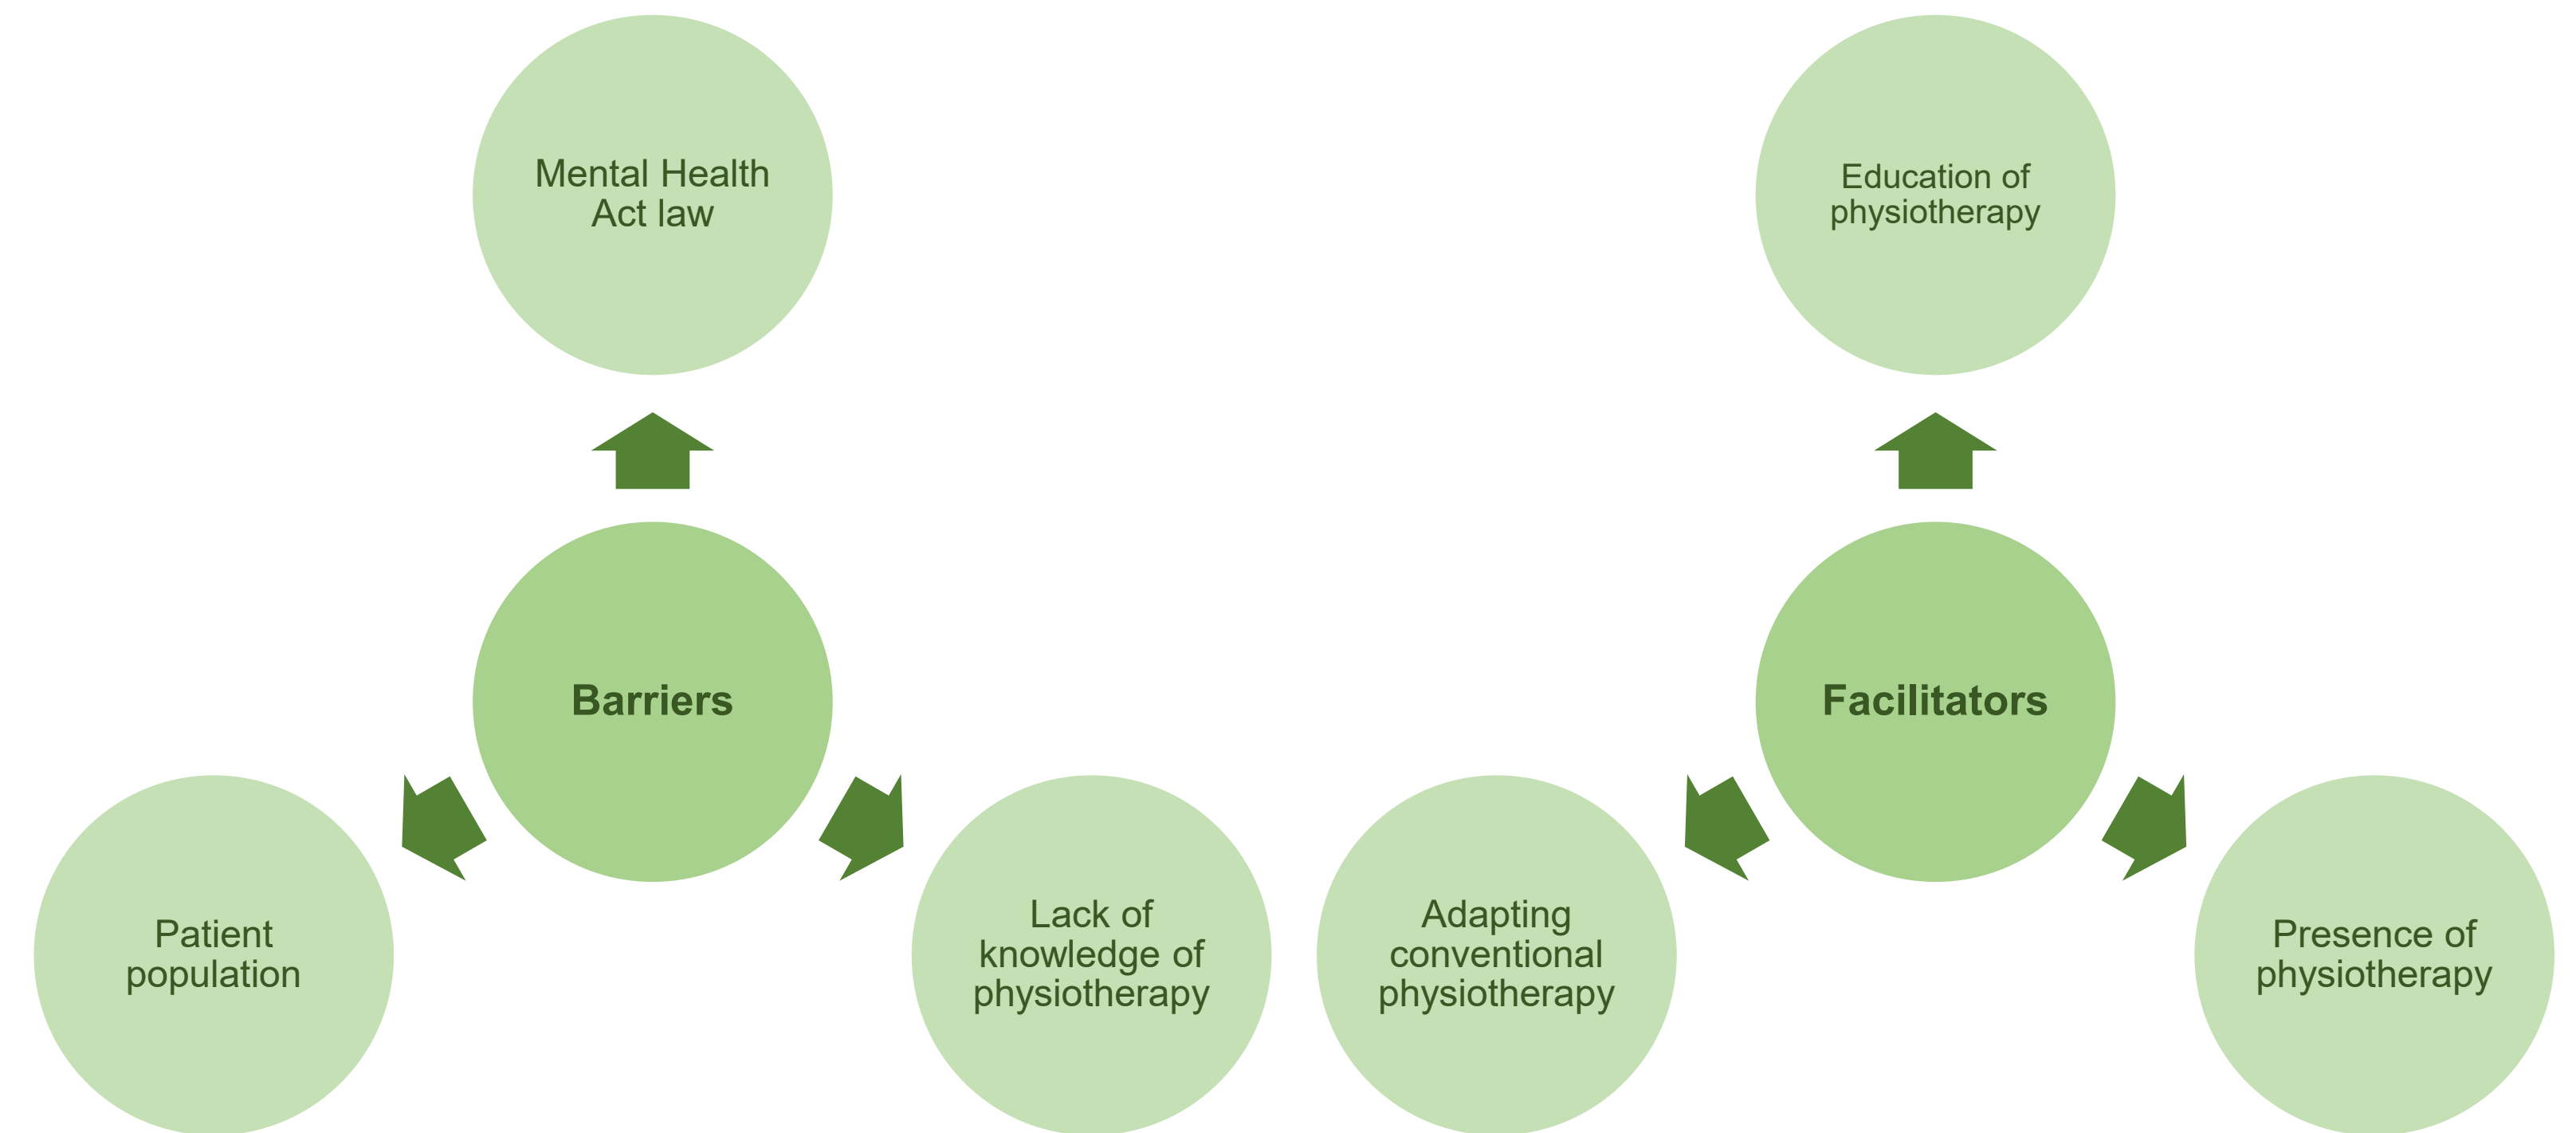 Mental Health
Act law
Barriers
Patient
population
Lack of
knowledge of
physiotherapy
Education of
physiotherapy
Facilitators
Adapting
conventional
physiotherapy
Presence of
physiotherapy